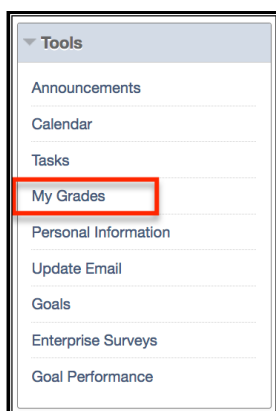 Tools
Announcements
Calendar
Tasks
My Grades
Personal Information
Update Email
Goals
Enterprise Surveys
Goal Performance